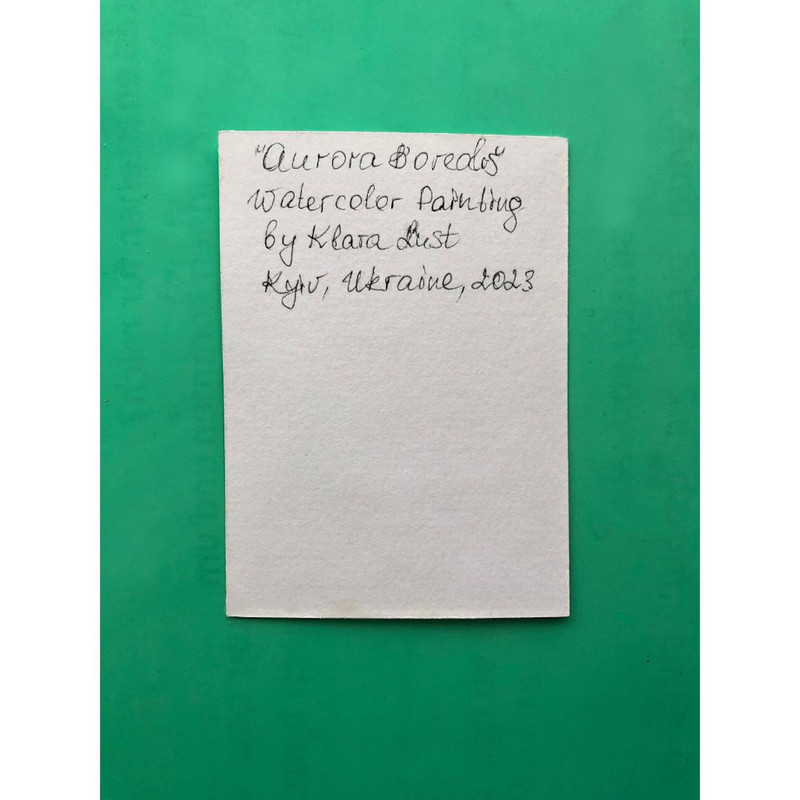 "Aurora Borealis"
Watercolor Painting
by Klara Lust
Kyiv, Ukraine, 2023